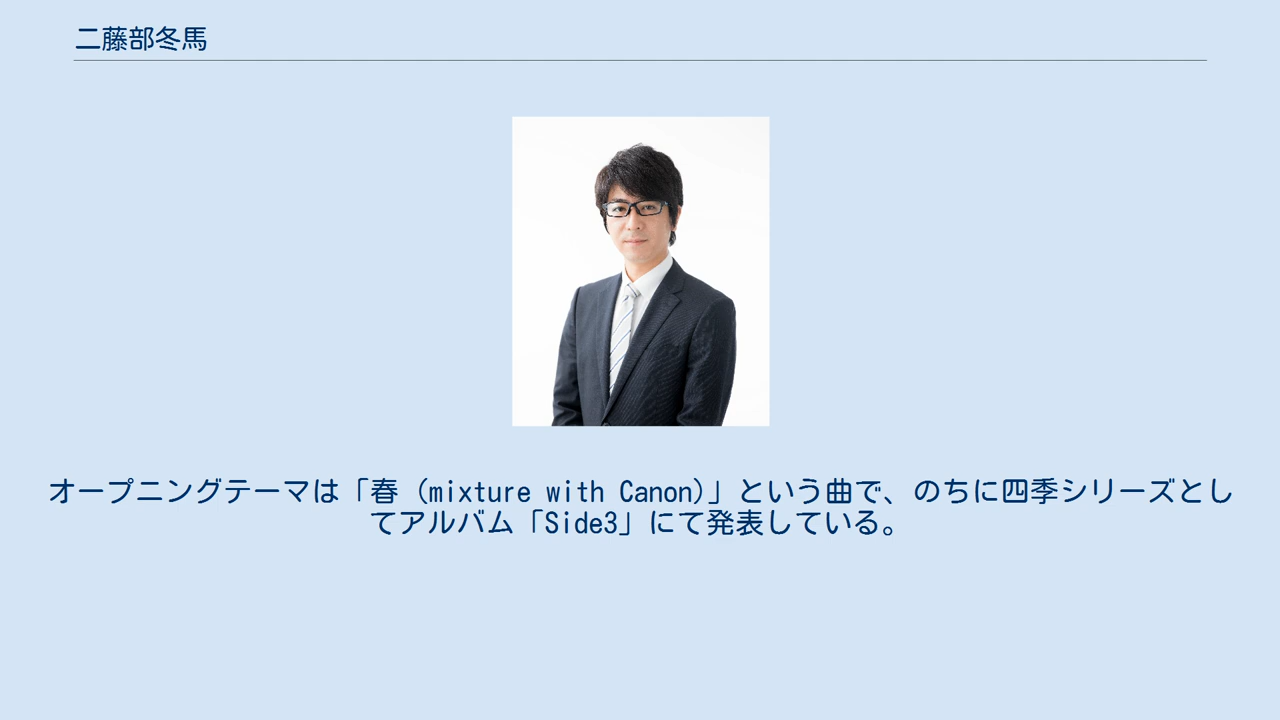 二藤部冬馬
オープニングテーマは「春（mixture with Canon)」という曲で、のちに四季シリーズとし
てアルバム「Side3」にて発表している。